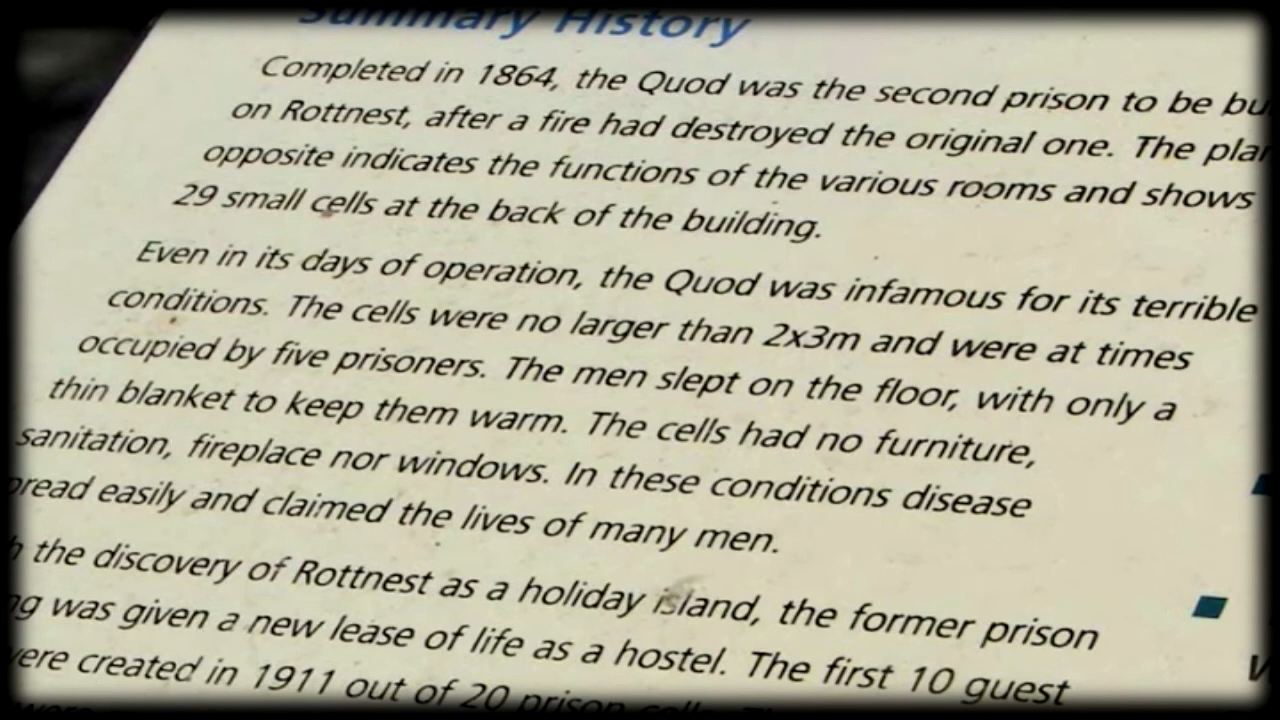 Summary History
Completed in 1864, the Quod was the second prison to be
on Rottnest, after a fire had destroyed the original one. The
opposite indicates the functions of the various rooms and shows
29 small cells at the back of the building.
Even in its days of operation, the Quod was infamous for its terrible
conditions. The cells were no larger than 2x3m and were at times
occupied by five prisoners. The men slept on the floor, with only a
thin blanket to keep them warm. The cells had no furniture,
sanitation, fireplace nor windows. In these conditions disease
easily and claimed the lives of many men.
the discovery of Rottnest as a holiday island, the former prison
was given a new lease of life as a hostel. The first 10 guest
were created in 1911 out of 20 prison